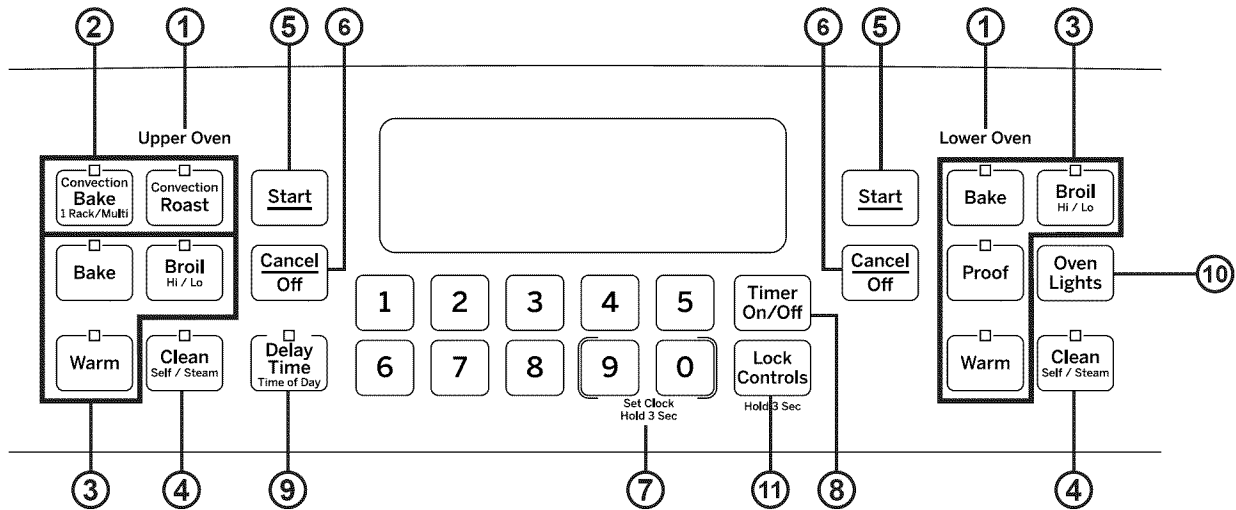 2 1 5 6 6 5 1 3
Upper Oven
Lower Oven
Convection
Bake
1 Rack/Multi
Convection
Roast
Start
Start
Bake
Broil
Hi / Lo
Bake
Broil
Hi / Lo
Cancel
Off
Cancel
Off
Proof
Oven
Lights
10
1 2 3 4 5
Timer
On/Off
Warm
Clean
Self / Steam
Delay
Time
Time of Day
6 7 8 9 0
Lock
Controls
Warm
Clean
Self / Steam
Set Clock
Hold 3 Sec
Hold 3 Sec
3 4 9 7 11 8 4